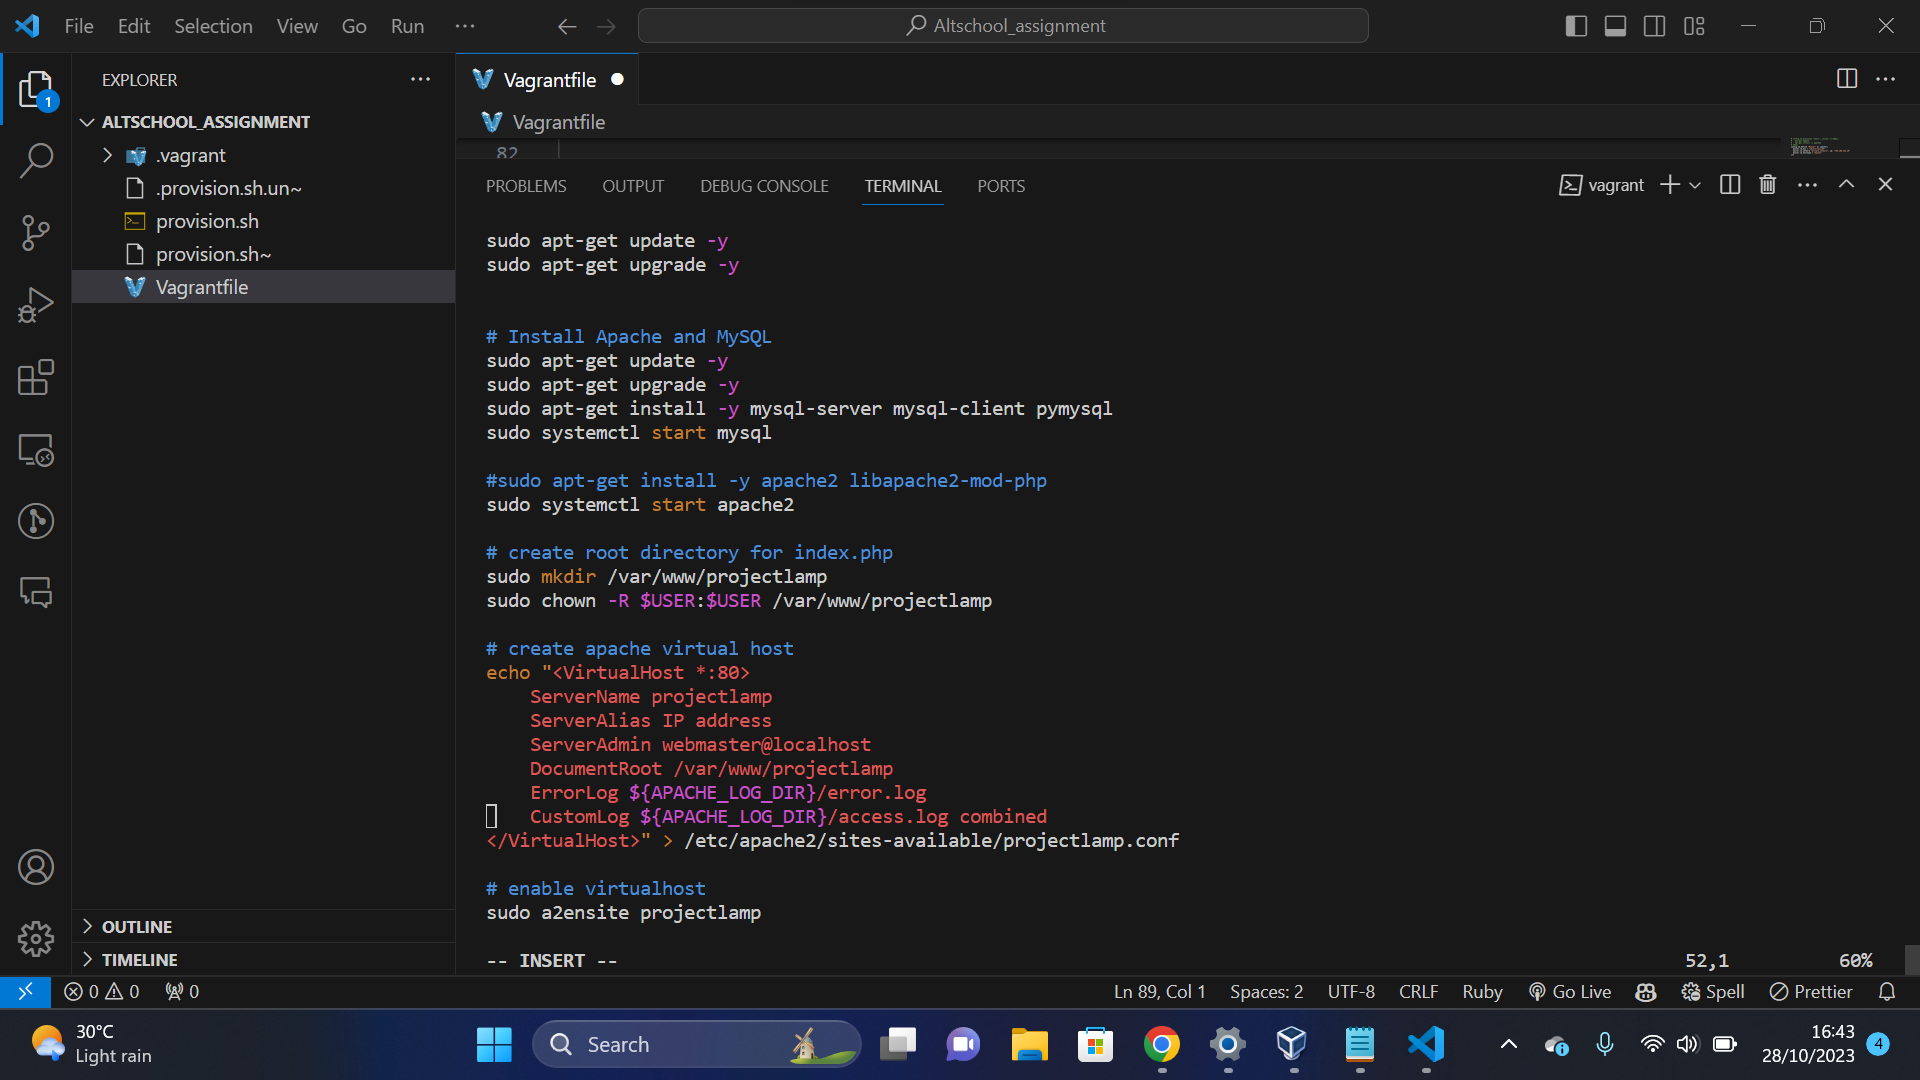 File Edit Selection View Go Run ··· Altschool_assignment
EXPLORER ···
ALTSCHOOL_ASSIGNMENT
.vagrant
.provision.sh.un~
provision.sh
provision.sh~
Vagrantfile
OUTLINE
TIMELINE
1
Vagrantfile
Vagrantfile
82
PROBLEMS OUTPUT DEBUG CONSOLE TERMINAL PORTS
vagrant
sudo apt-get update -y
sudo apt-get upgrade -y
# Install Apache and MySQL
sudo apt-get update -y
sudo apt-get upgrade -y
sudo apt-get install -y mysql-server mysql-client pymysql
sudo systemctl start mysql
#sudo apt-get install -y apache2 libapache2-mod-php
sudo systemctl start apache2
# create root directory for index.php
sudo mkdir /var/www/projectlamp
sudo chown -R $USER:$USER /var/www/projectlamp
# create apache virtual host
echo "<VirtualHost *:80>
ServerName projectlamp
ServerAlias IP address
ServerAdmin webmaster@localhost
DocumentRoot /var/www/projectlamp
ErrorLog ${APACHE_LOG_DIR}/error.log
CustomLog ${APACHE_LOG_DIR}/access.log combined
</VirtualHost>" > /etc/apache2/sites-available/projectlamp.conf
# enable virtualhost
sudo a2ensite projectlamp
-- INSERT -- 52,1 60%
0 0 0 Ln 89, Col 1 Spaces: 2 UTF-8 CRLF Ruby Go Live Spell Prettier
30°C
Light rain
Search
16:43
28/10/2023
4